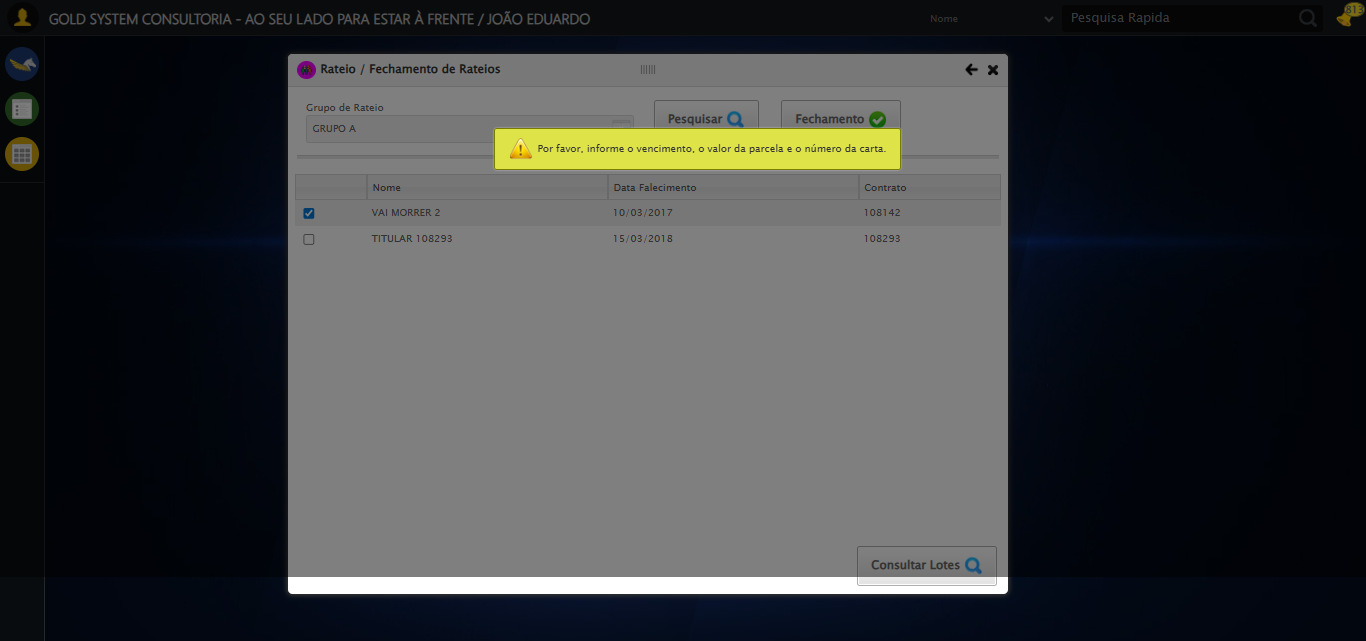 GOLD SYSTEM CONSULTORIA - AO SEU LADO PARA ESTAR À FRENTE / JOÃO EDUARDO
Nome
Pesquisa Rapida
813
Rateio / Fechamento de Rateios
Grupo de Rateio
GRUPO A
Pesquisar
Fechamento
Por favor, informe o vencimento, o valor da parcela e o número da carta.
Nome Data Falecimento Contrato
VAI MORRER 2 10/03/2017 108142
TITULAR 108293 15/03/2018 108293
Consultar Lotes